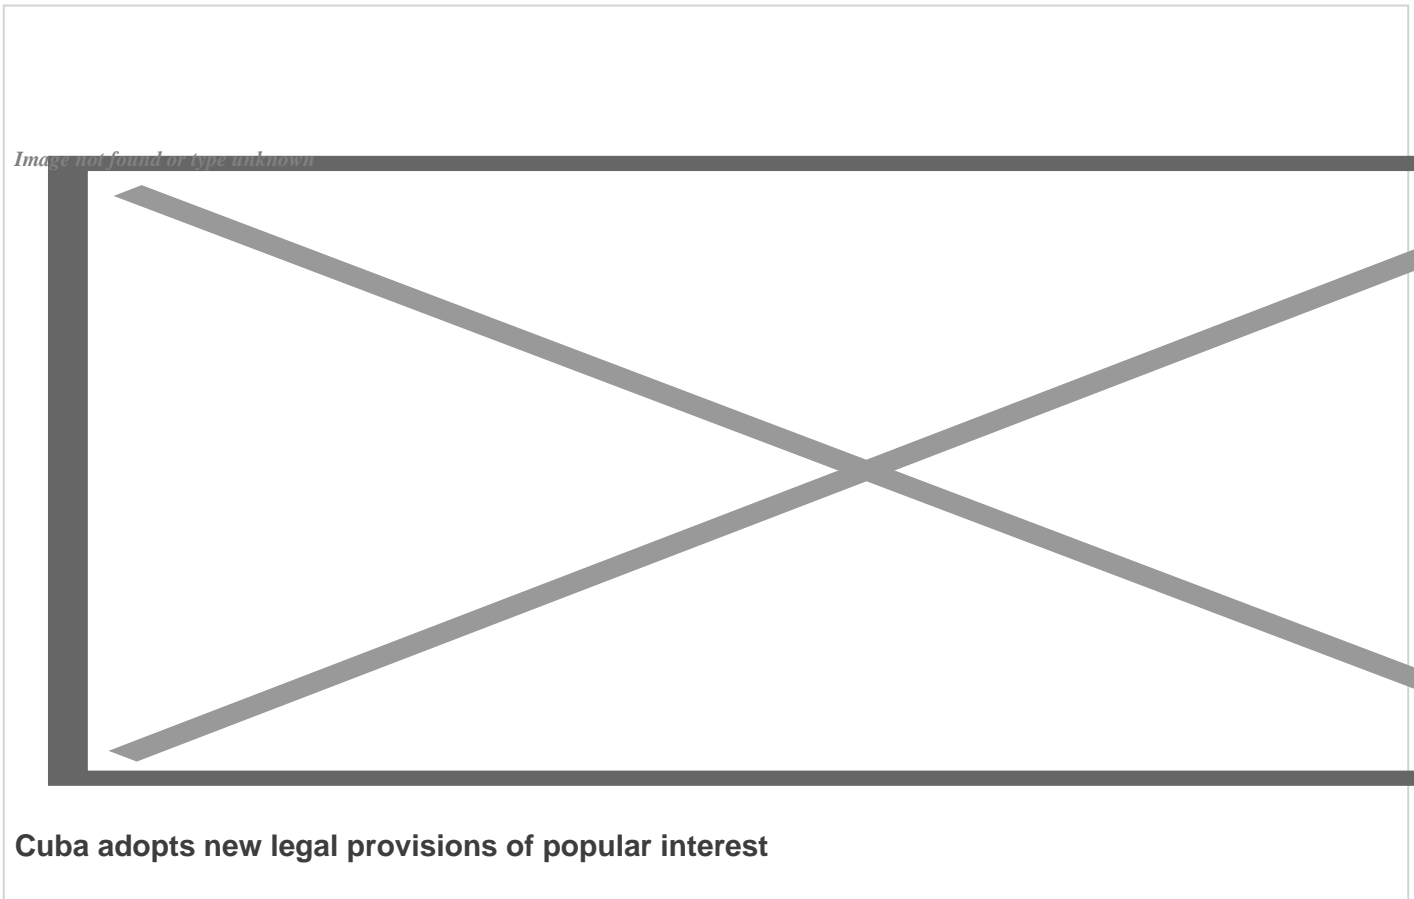 Image not found or type unknown
Cuba adopts new legal provisions of popular interest